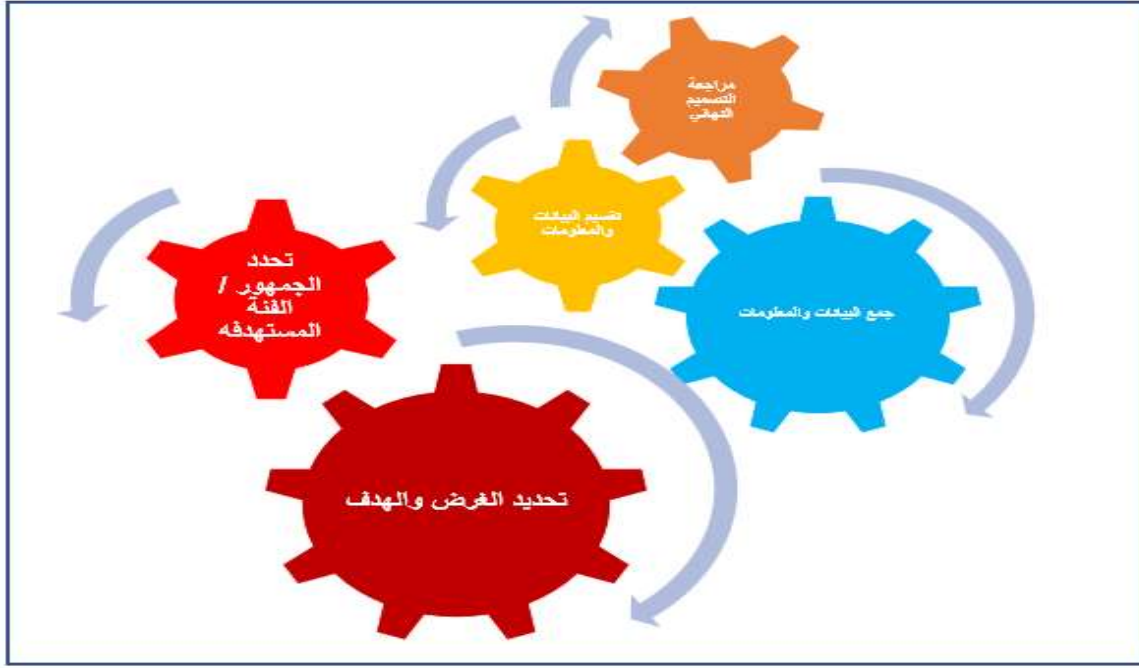 مراجعة
التصميم
النهائي
تقسيم البيانات
والمعلومات
تحدد
الجمهور /
الفئة
المستهدفه
جمع البيانات والمعلومات
تحديد الغرض والهدف